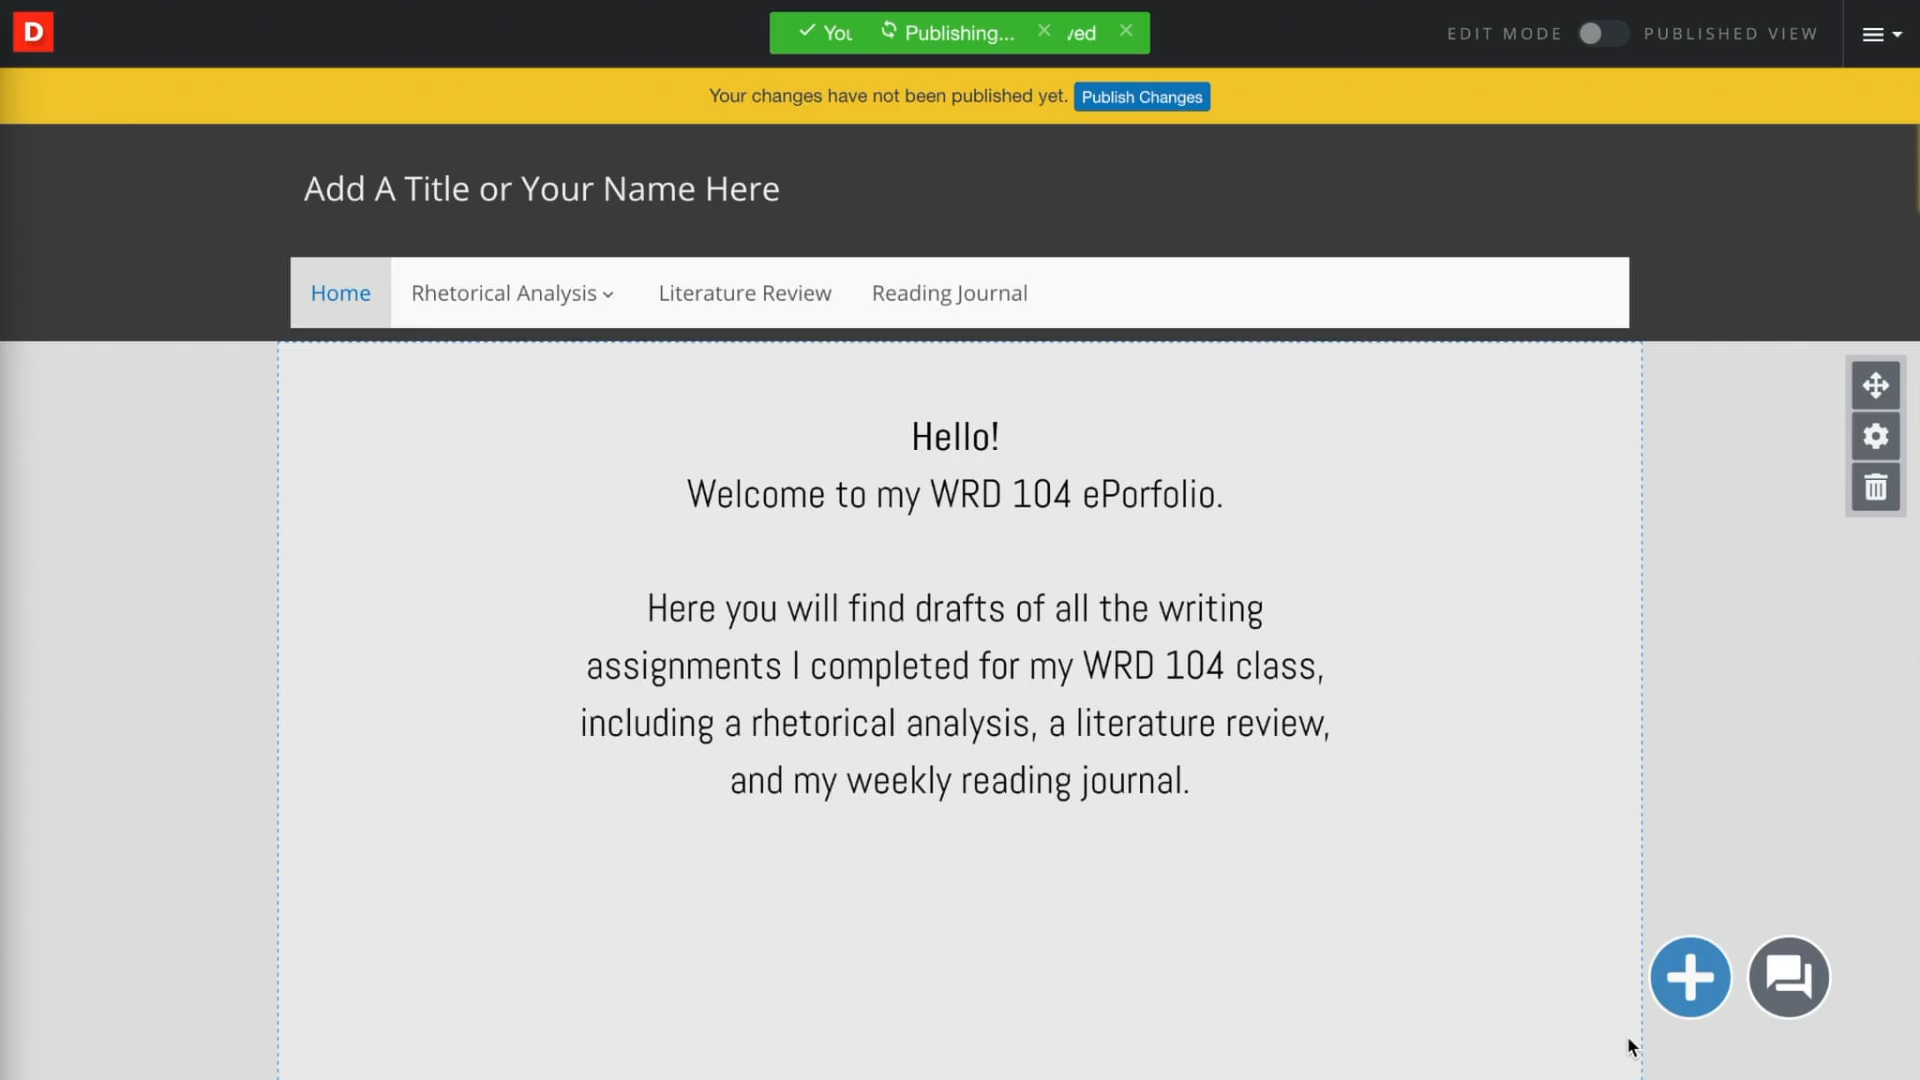 D
Publishing...
EDIT MODE
PUBLISHED VIEW
Your changes have not been published yet. Publish Changes
Add A Title or Your Name Here
Home Rhetorical Analysis Literature Review Reading Journal
Hello!
Welcome to my WRD 104 ePorfolio.
Here you will find drafts of all the writing
assignments I completed for my WRD 104 class,
including a rhetorical analysis, a literature review,
and my weekly reading journal.